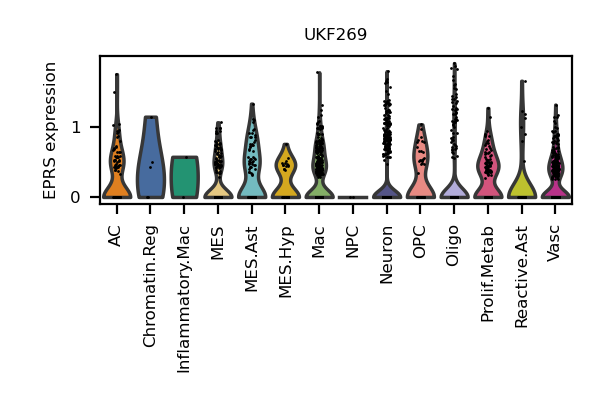 UKF269
EPRS expression
1
0
AC
Chromatin.Reg
Inflammatory.Mac
MES
MES.Ast
MES.Hyp
Mac
NPC
Neuron
OPC
Oligo
Prolif.Metab
Reactive.Ast
Vasc